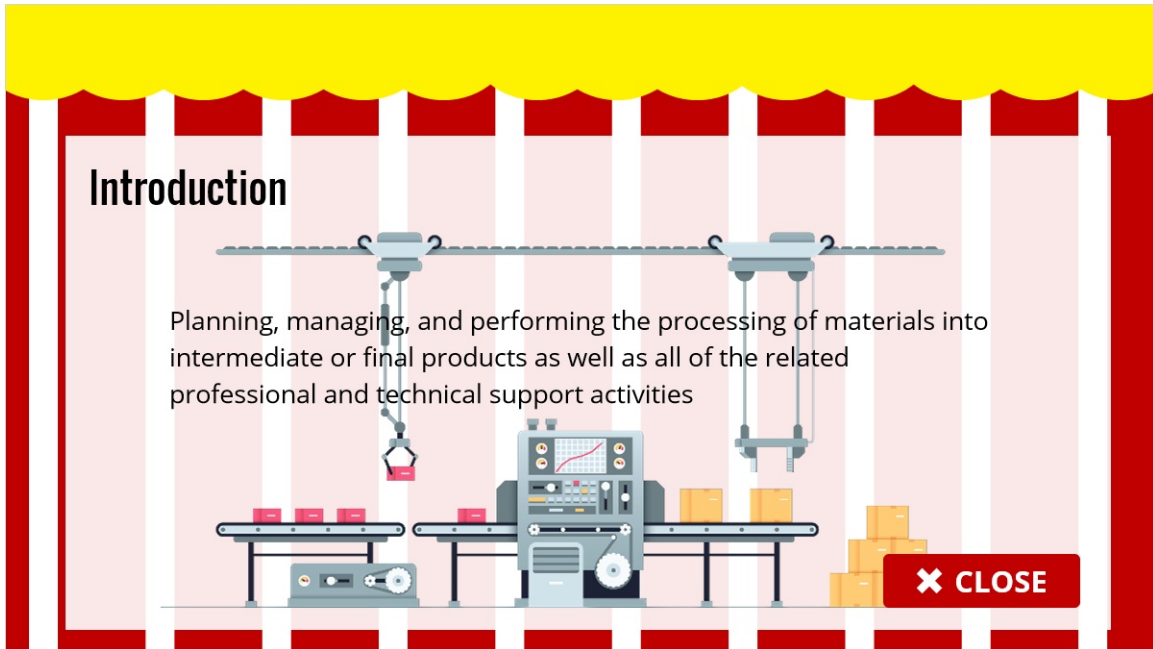 Introduction
Planning, managing, and performing the processing of materials into
intermediate or final products as well as all of the related
professional and technical support activities
CLOSE